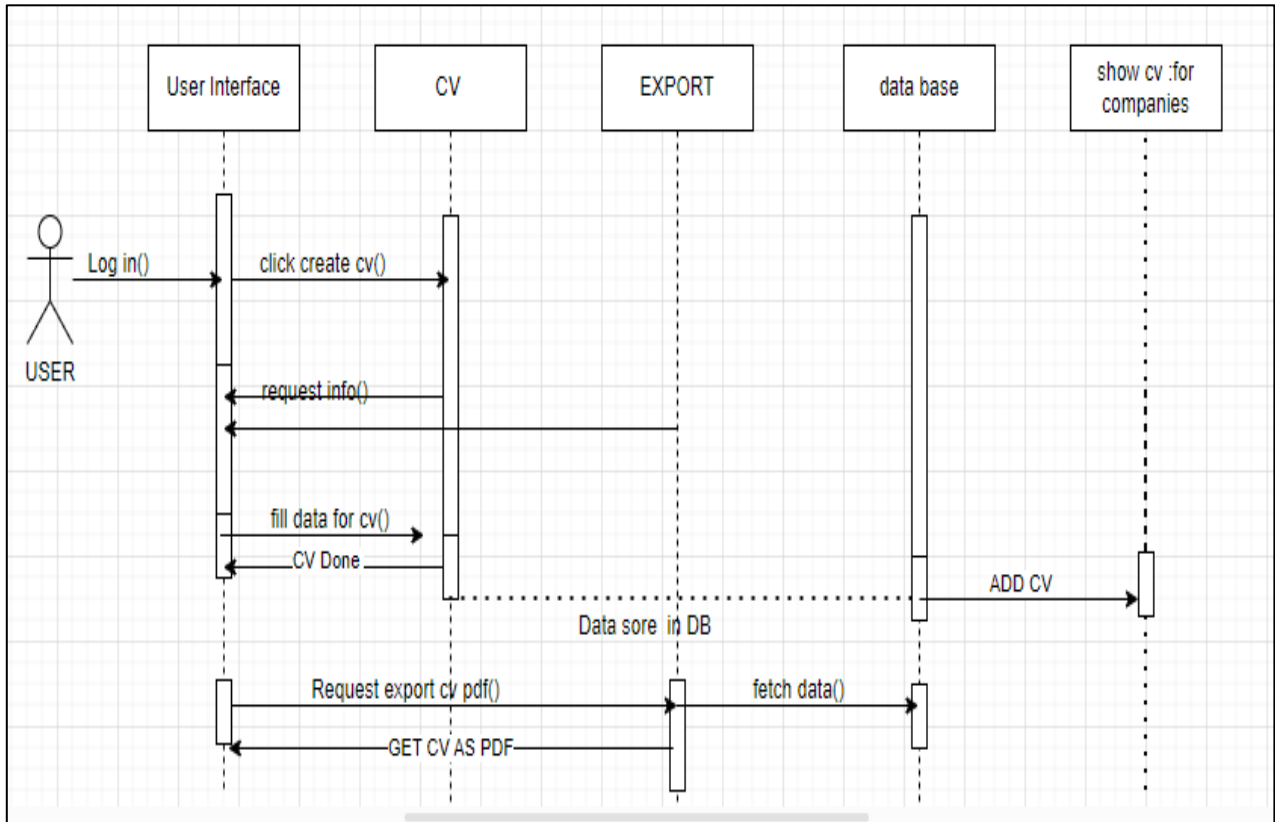 User Interface
CV
EXPORT
data base
show cv :for
companies
Log in()
click create cv()
USER
request info()
fill data for cv()
CV Done
ADD CV
Data sore in DB
Request export cv pdf()
fetch data()
GET CV AS PDF